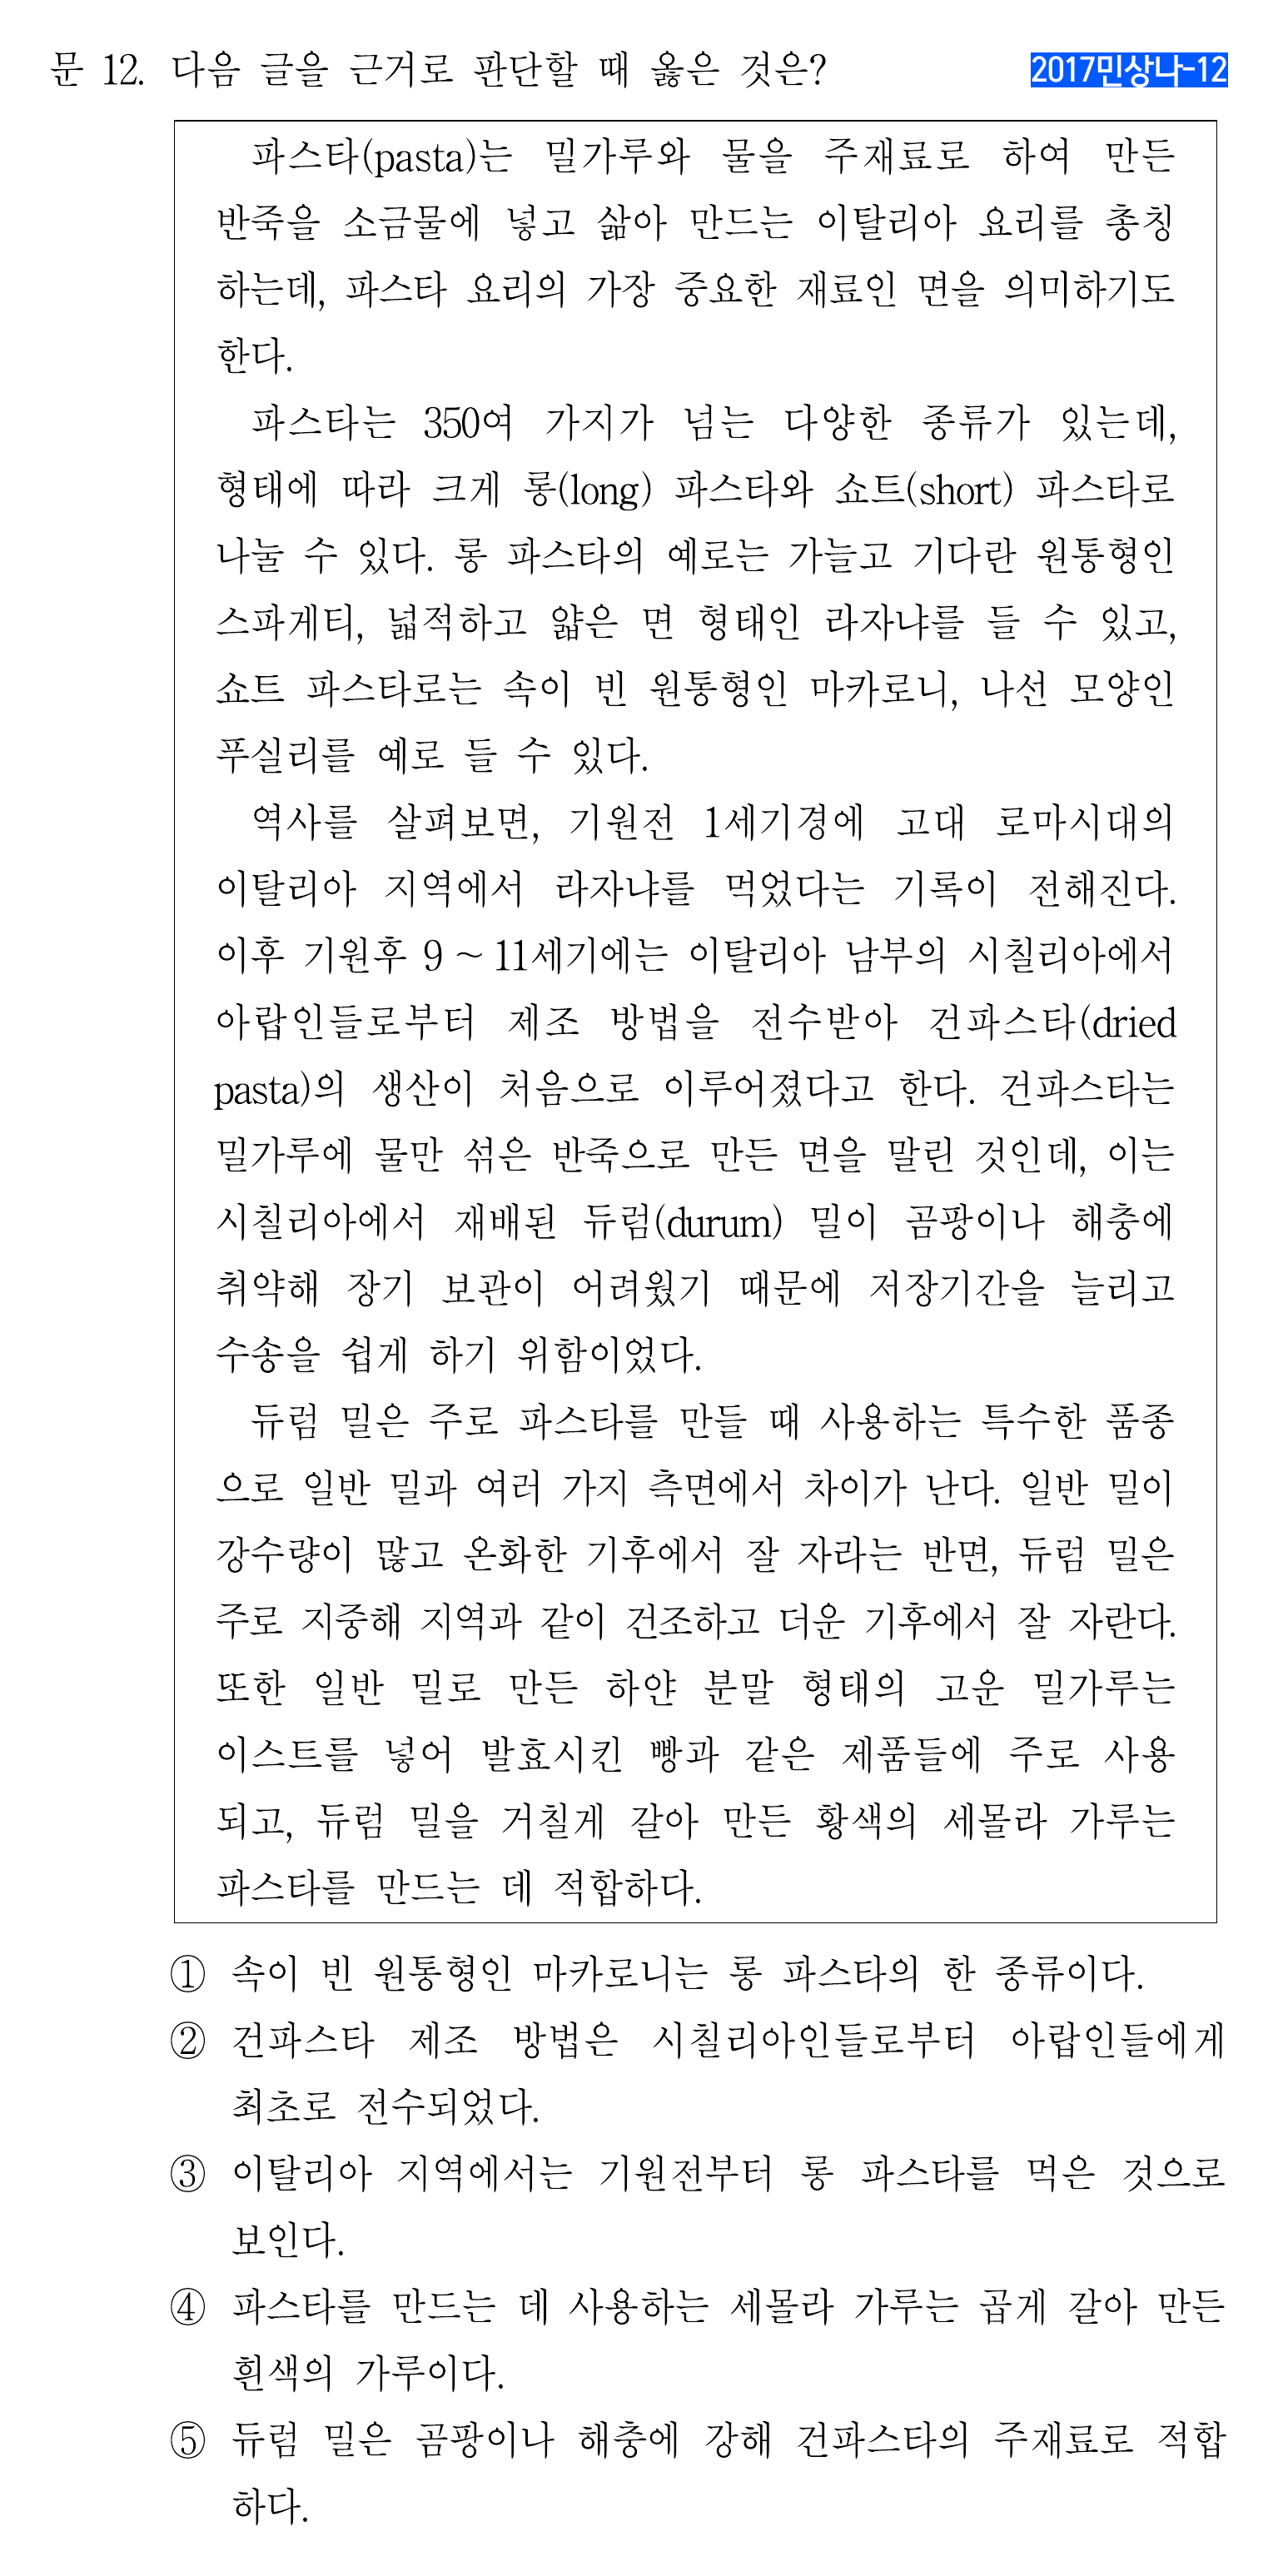 문 12. 다음 글을 근거로 판단할 때 옳은 것은?
2017민상나-12
파스타(pasta)는 밀가루와 물을 주재료로 하여 만든
반죽을 소금물에 넣고 삶아 만드는 이탈리아 요리를 총칭
하는데, 파스타 요리의 가장 중요한 재료인 면을 의미하기도
한다.
파스타는 350여 가지가 넘는 다양한 종류가 있는데,
형태에 따라 크게 롱(long) 파스타와 쇼트(short) 파스타로
나눌 수 있다. 롱 파스타의 예로는 가늘고 기다란 원통형인
스파게티, 넓적하고 얇은 면 형태인 라자냐를 들 수 있고,
쇼트 파스타로는 속이 빈 원통형인 마카로니, 나선 모양인
푸실리를 예로 들 수 있다.
역사를 살펴보면, 기원전 1세기경에 고대 로마시대의
이탈리아 지역에서 라자냐를 먹었다는 기록이 전해진다.
이후 기원후 9 ~ 11세기에는 이탈리아 남부의 시칠리아에서
아랍인들로부터 제조 방법을 전수받아 건파스타(dried
pasta)의 생산이 처음으로 이루어졌다고 한다. 건파스타는
밀가루에 물만 섞은 반죽으로 만든 면을 말린 것인데, 이는
시칠리아에서 재배된 듀럼(durum) 밀이 곰팡이나 해충에
취약해 장기 보관이 어려웠기 때문에 저장기간을 늘리고
수송을 쉽게 하기 위함이었다.
듀럼 밀은 주로 파스타를 만들 때 사용하는 특수한 품종
으로 일반 밀과 여러 가지 측면에서 차이가 난다. 일반 밀이
강수량이 많고 온화한 기후에서 잘 자라는 반면, 듀럼 밀은
주로 지중해 지역과 같이 건조하고 더운 기후에서 잘 자란다.
또한 일반 밀로 만든 하얀 분말 형태의 고운 밀가루는
이스트를 넣어 발효시킨 빵과 같은 제품들에 주로 사용
되고, 듀럼 밀을 거칠게 갈아 만든 황색의 세몰라 가루는
파스타를 만드는 데 적합하다.
① 속이 빈 원통형인 마카로니는 롱 파스타의 한 종류이다.
② 건파스타 제조 방법은 시칠리아인들로부터 아랍인들에게
최초로 전수되었다.
③ 이탈리아 지역에서는 기원전부터 롱 파스타를 먹은 것으로
보인다.
④ 파스타를 만드는 데 사용하는 세몰라 가루는 곱게 갈아 만든
흰색의 가루이다.
⑤ 듀럼 밀은 곰팡이나 해충에 강해 건파스타의 주재료로 적합
하다.